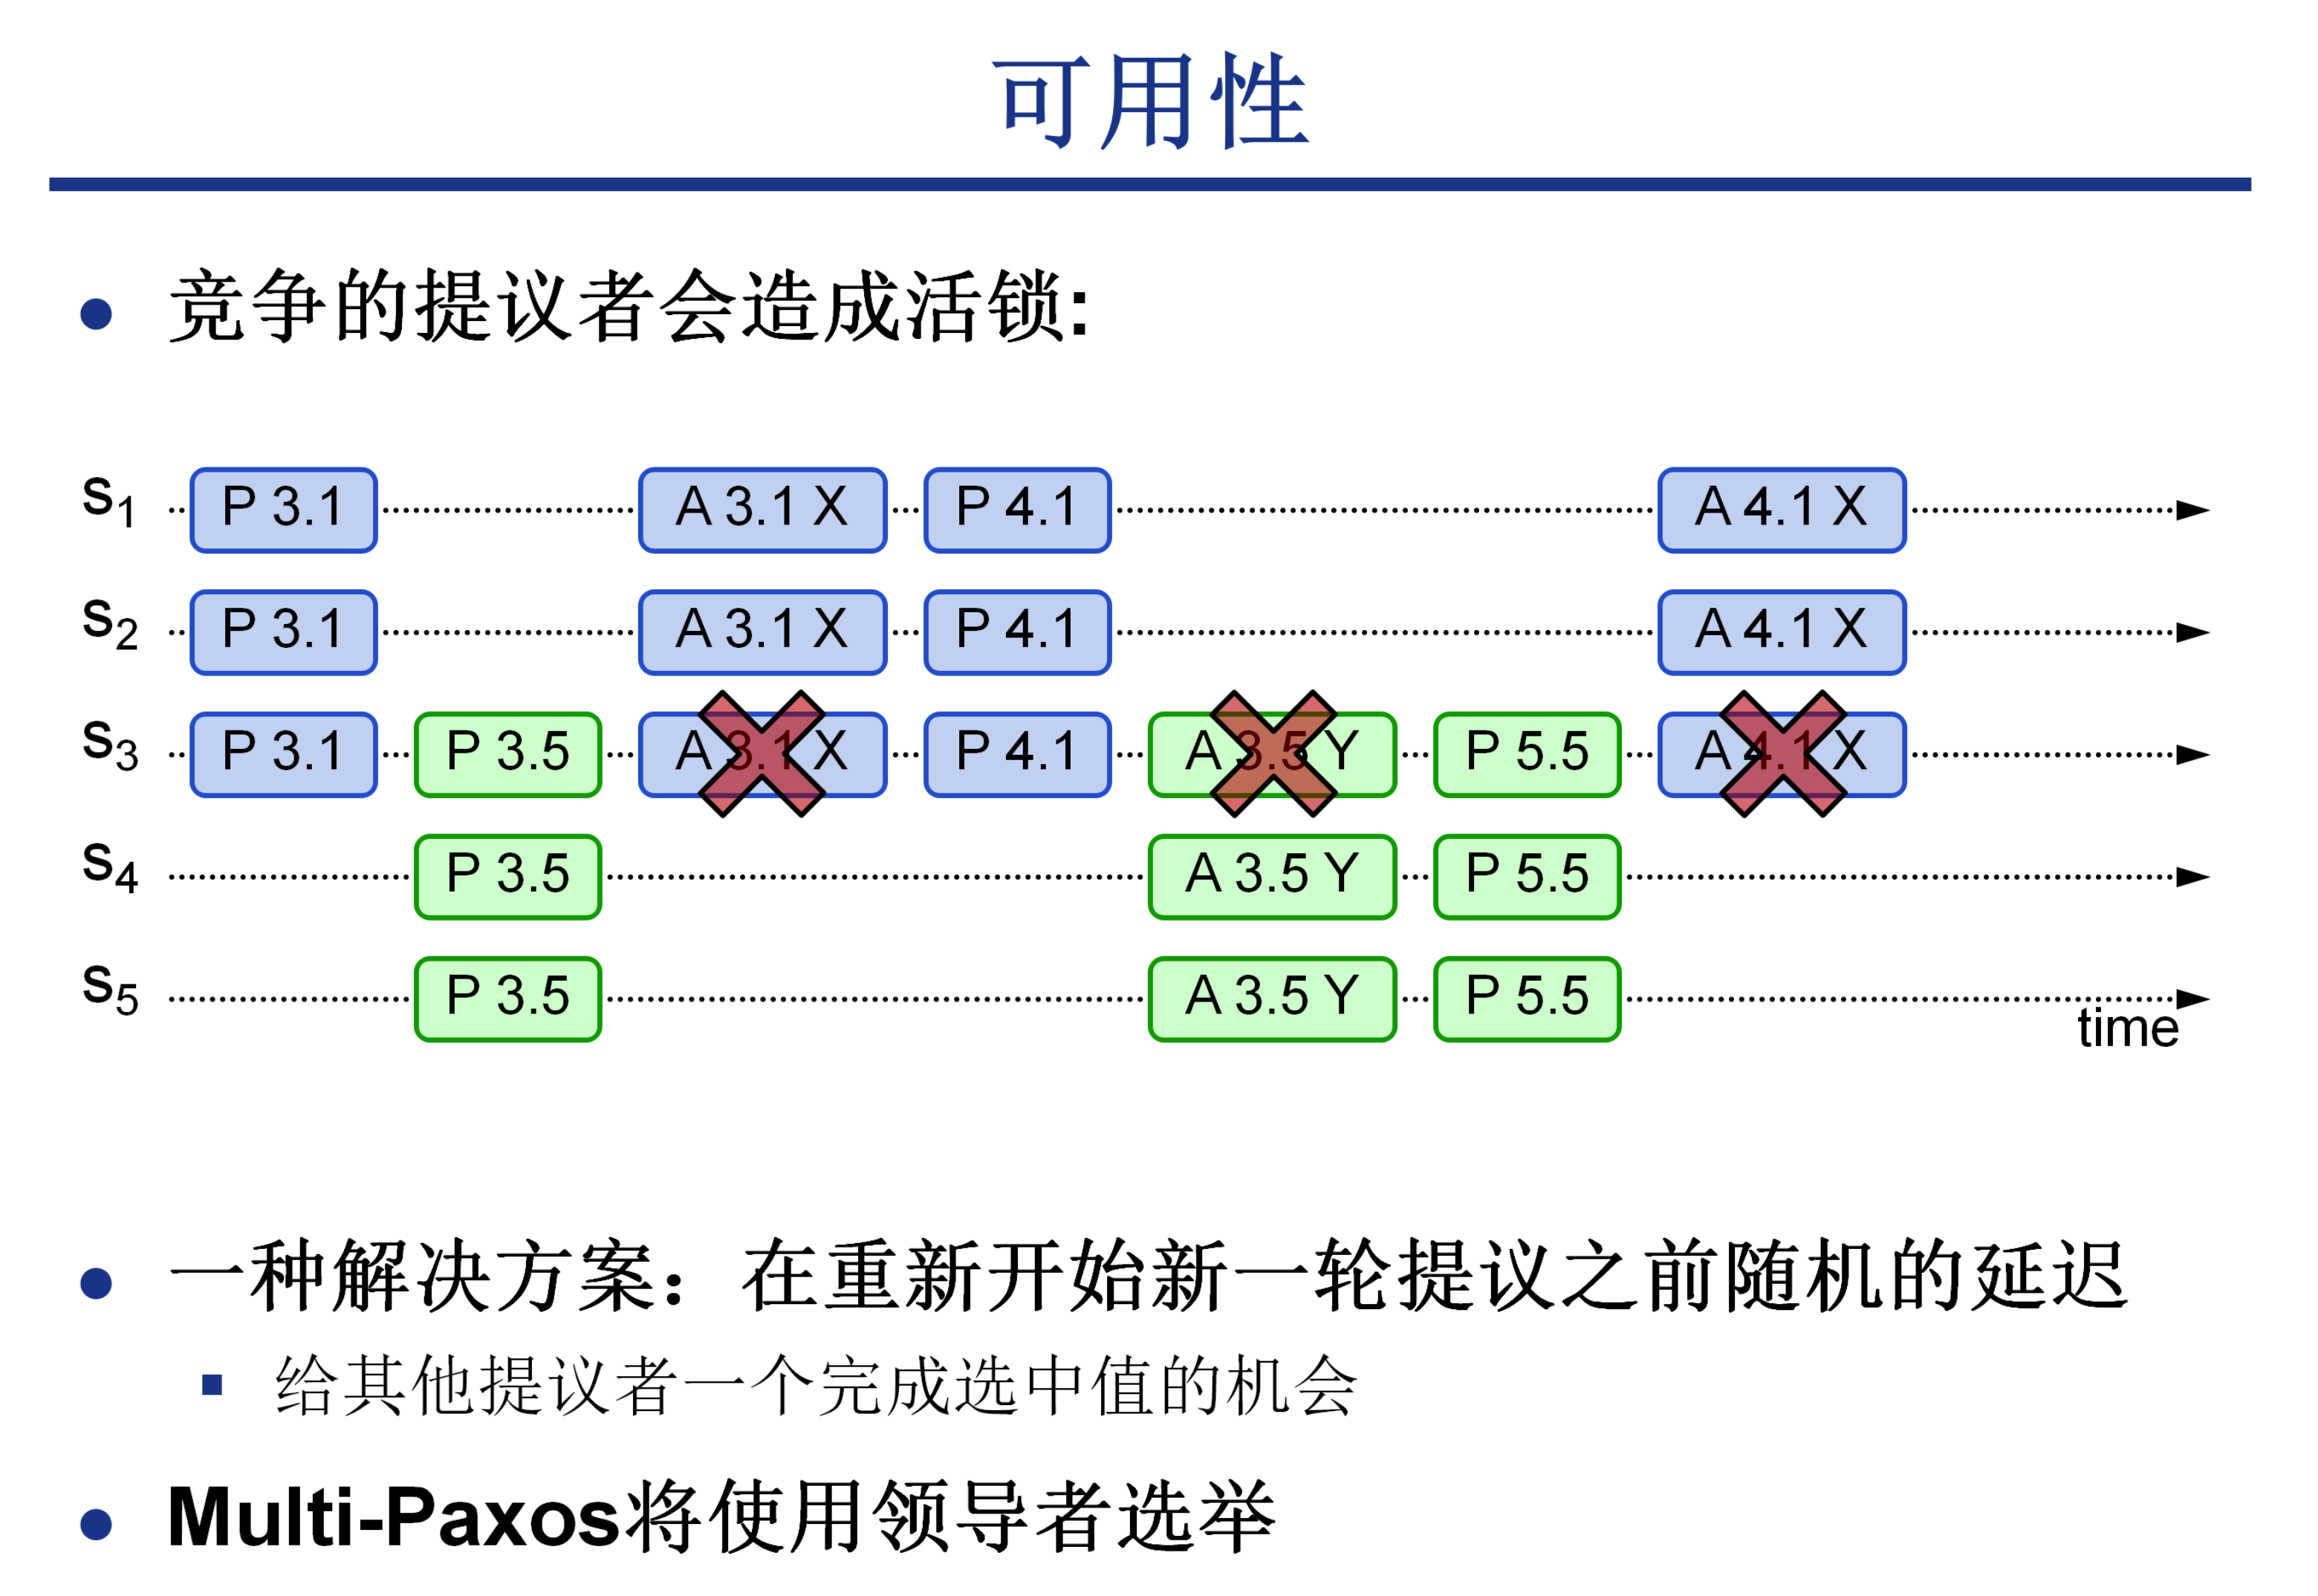 可用性
竞争的提议者会造成活锁:
S1 P 3.1 A 3.1 X P 4.1 A 4.1 X
S2 P 3.1 A 3.1 X P 4.1 A 4.1 X
S3 P 3.1 P 3.5 A 3.1 X P 4.1 A 3.5 Y P 5.5 A 4.1 X
S4 P 3.5 A 3.5 Y P 5.5
S5 P 3.5 A 3.5 Y P 5.5
time
一种解决方案: 在重新开始新一轮提议之前随机的延迟
给其他提议者一个完成选中值的机会
Multi-Paxos将使用领导者选举